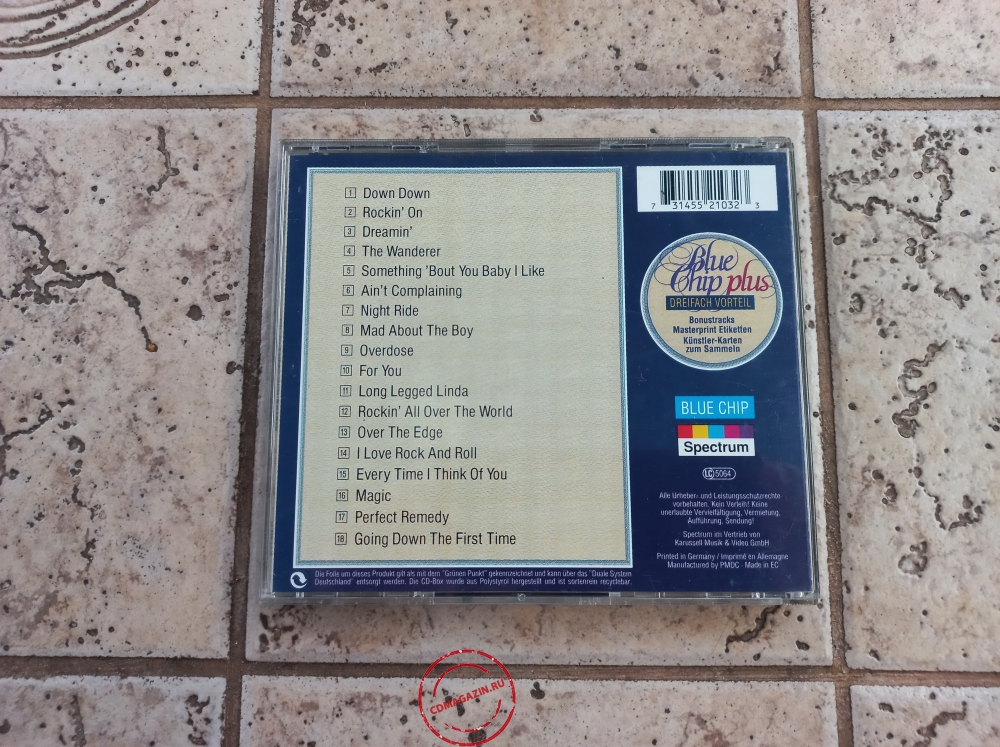 1 Down Down
2 Rockin' On
3 Dreamin'
4 The Wanderer
5 Something 'Bout You Baby I Like
6 Ain't Complaining
7 Night Ride
8 Mad About The Boy
9 Overdose
10 For You
11 Long Legged Linda
12 Rockin' All Over The World
13 Over The Edge
14 I Love Rock And Roll
15 Every Time I Think Of You
16 Magic
17 Perfect Remedy
18 Going Down The First Time
Die Folie um dieses Produkt gilt als mit dem "Grünen Punkt" gekennzeichnet und kann über das "Duale System
Deutschland" entsorgt werden. Die CD-Box wurde aus Polystyrol hergestellt und ist sortenrein recyclebar.
7 31455 21032 3
Blue
Chip plus
DREIFACH VORTEIL
Bonustracks
Masterprint Etiketten
Künstler-Karten
zum Sammeln
BLUE CHIP
Spectrum
LC 5064
Alle Urheber- und Leistungsschutzrechte
vorbehalten. Kein Verleih! Keine
unerlaubte Vervielfältigung, Vermietung,
Aufführung, Sendung!
Spectrum im Vertrieb von
Karussell Musik & Video GmbH
Printed in Germany / Imprimé en Allemagne
Manufactured by PMDC · Made in EC
CDMAGAZIN.RU